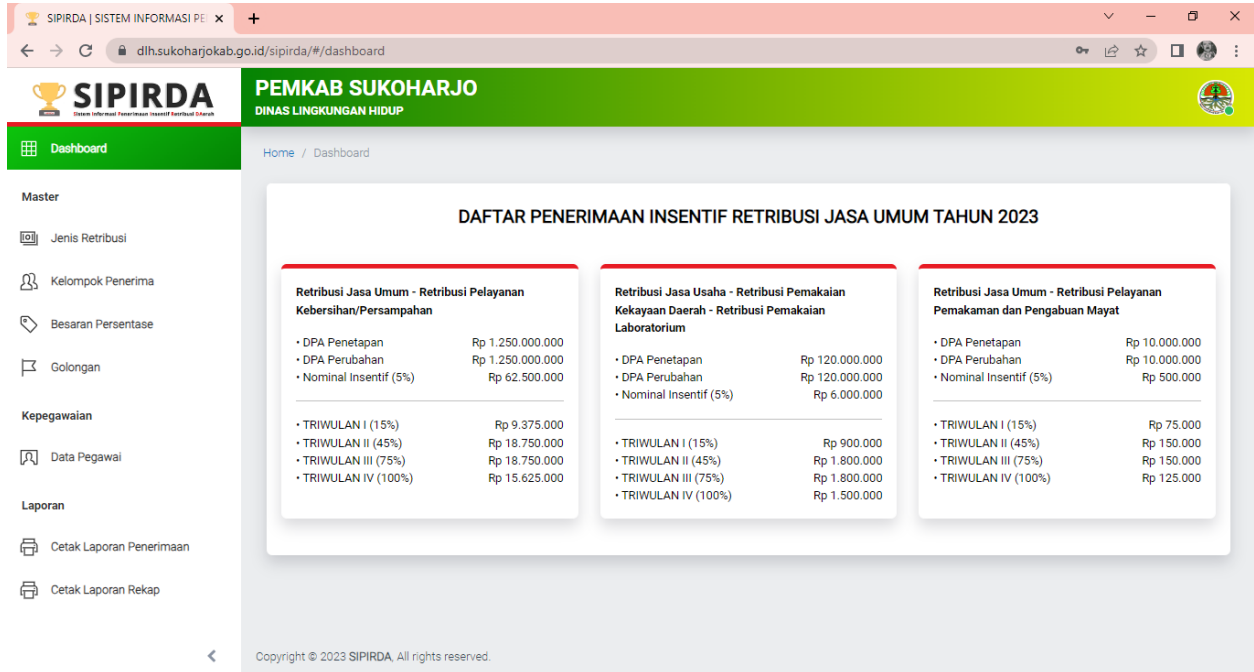 SIPIRDA | SISTEM INFORMASI PE
dlh.sukoharjokab.go.id/sipirda/#/dashboard
SIPIRDA
Sistem Informasi Penerimaan Insentif Retribusi DAerah
PEMKAB SUKOHARJO
DINAS LINGKUNGAN HIDUP
Dashboard
Master
Jenis Retribusi
Kelompok Penerima
Besaran Persentase
Golongan
Kepegawaian
Data Pegawai
Laporan
Cetak Laporan Penerimaan
Cetak Laporan Rekap
Home / Dashboard
DAFTAR PENERIMAAN INSENTIF RETRIBUSI JASA UMUM TAHUN 2023
Retribusi Jasa Umum - Retribusi Pelayanan
Kebersihan/Persampahan
• DPA Penetapan Rp 1.250.000.000
• DPA Perubahan Rp 1.250.000.000
• Nominal Insentif (5%) Rp 62.500.000
• TRIWULAN I (15%) Rp 9.375.000
• TRIWULAN II (45%) Rp 18.750.000
• TRIWULAN III (75%) Rp 18.750.000
• TRIWULAN IV (100%) Rp 15.625.000
Retribusi Jasa Usaha - Retribusi Pemakaian
Kekayaan Daerah - Retribusi Pemakaian
Laboratorium
• DPA Penetapan Rp 120.000.000
• DPA Perubahan Rp 120.000.000
• Nominal Insentif (5%) Rp 6.000.000
• TRIWULAN I (15%) Rp 900.000
• TRIWULAN II (45%) Rp 1.800.000
• TRIWULAN III (75%) Rp 1.800.000
• TRIWULAN IV (100%) Rp 1.500.000
Retribusi Jasa Umum - Retribusi Pelayanan
Pemakaman dan Pengabuan Mayat
• DPA Penetapan Rp 10.000.000
• DPA Perubahan Rp 10.000.000
• Nominal Insentif (5%) Rp 500.000
• TRIWULAN I (15%) Rp 75.000
• TRIWULAN II (45%) Rp 150.000
• TRIWULAN III (75%) Rp 150.000
• TRIWULAN IV (100%) Rp 125.000
Copyright © 2023 SIPIRDA, All rights reserved.